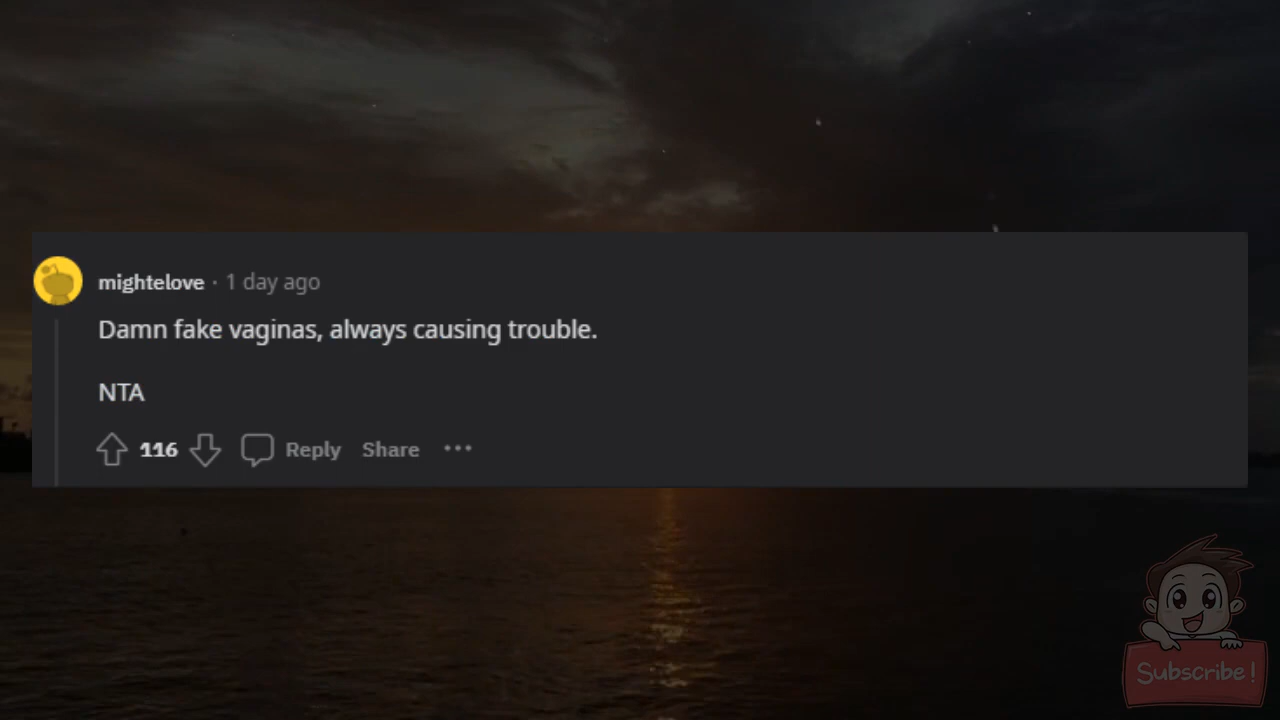 mightelove · 1 day ago
Damn fake vaginas, always causing trouble.
NTA
116 Reply Share ···
Subscribe!